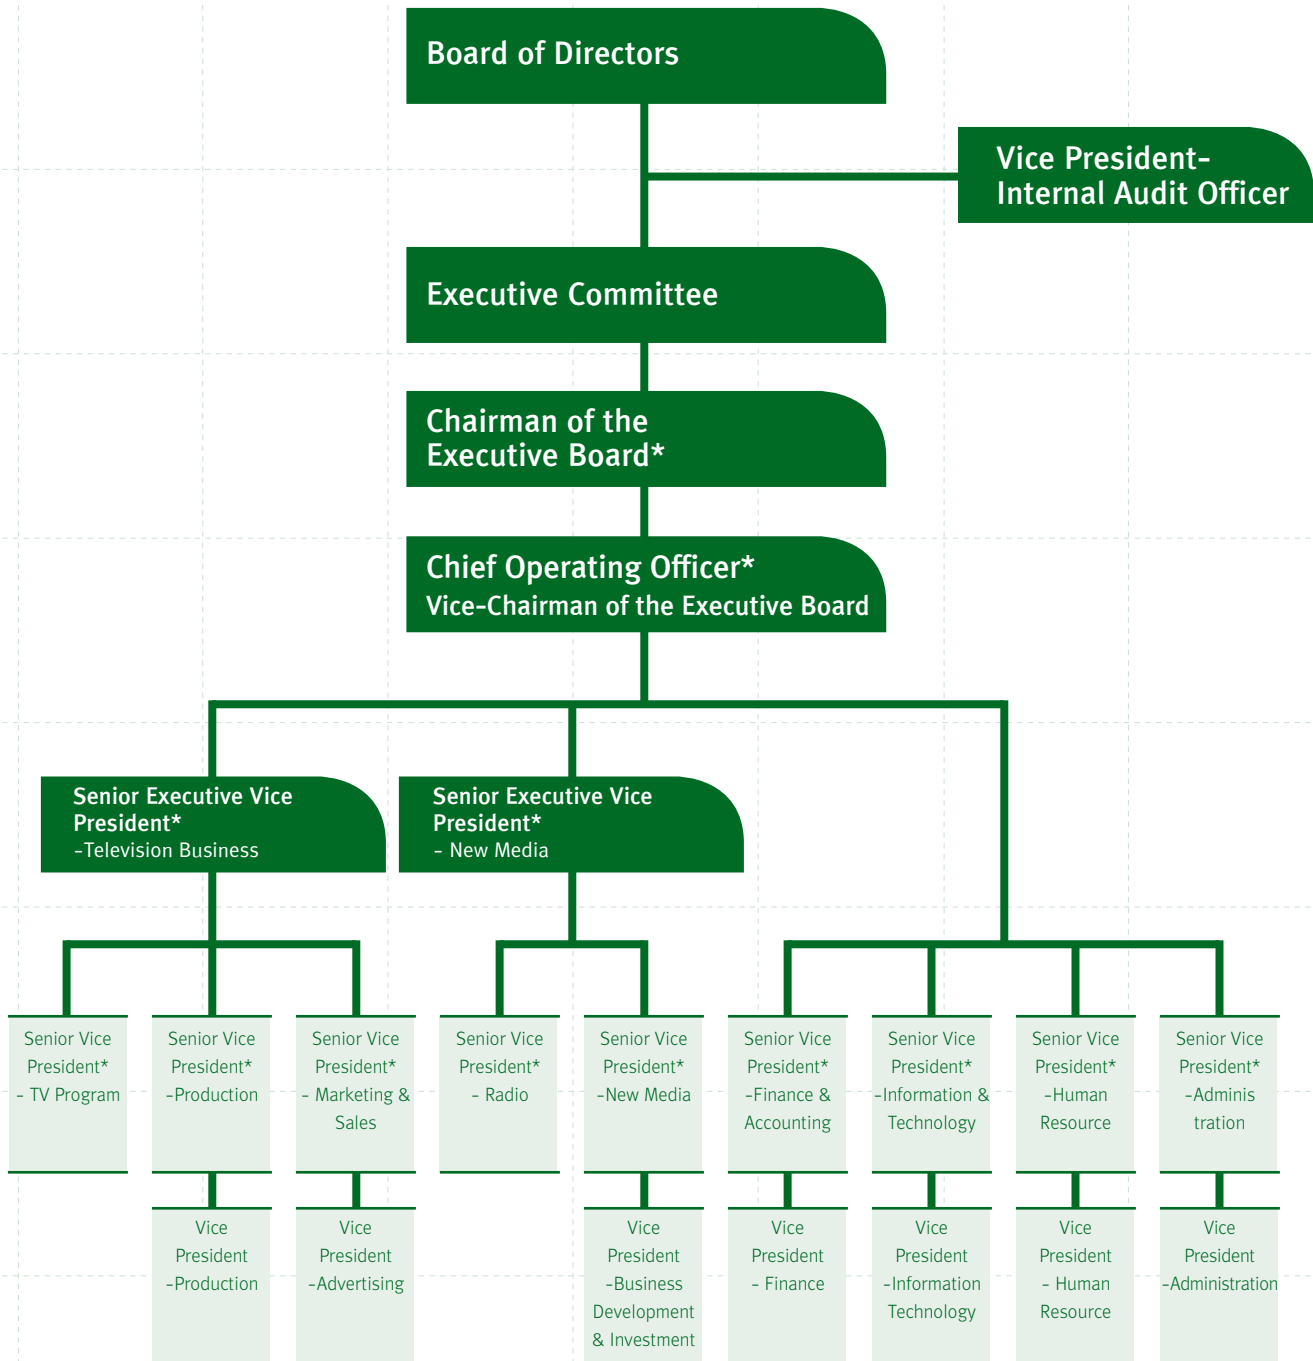 Board of Directors
Vice President-
Internal Audit Officer
Executive Committee
Chairman of the
Executive Board*
Chief Operating Officer*
Vice-Chairman of the Executive Board
Senior Executive Vice
President*
-Television Business
Senior Executive Vice
President*
- New Media
Senior Vice
President*
- TV Program
Senior Vice
President*
-Production
Senior Vice
President*
- Marketing &
Sales
Senior Vice
President*
- Radio
Senior Vice
President*
-New Media
Senior Vice
President*
-Finance &
Accounting
Senior Vice
President*
-Information &
Technology
Senior Vice
President*
-Human
Resource
Senior Vice
President*
-Adminis
tration
Vice
President
-Production
Vice
President
-Advertising
Vice
President
-Business
Development
& Investment
Vice
President
- Finance
Vice
President
-Information
Technology
Vice
President
- Human
Resource
Vice
President
-Administration